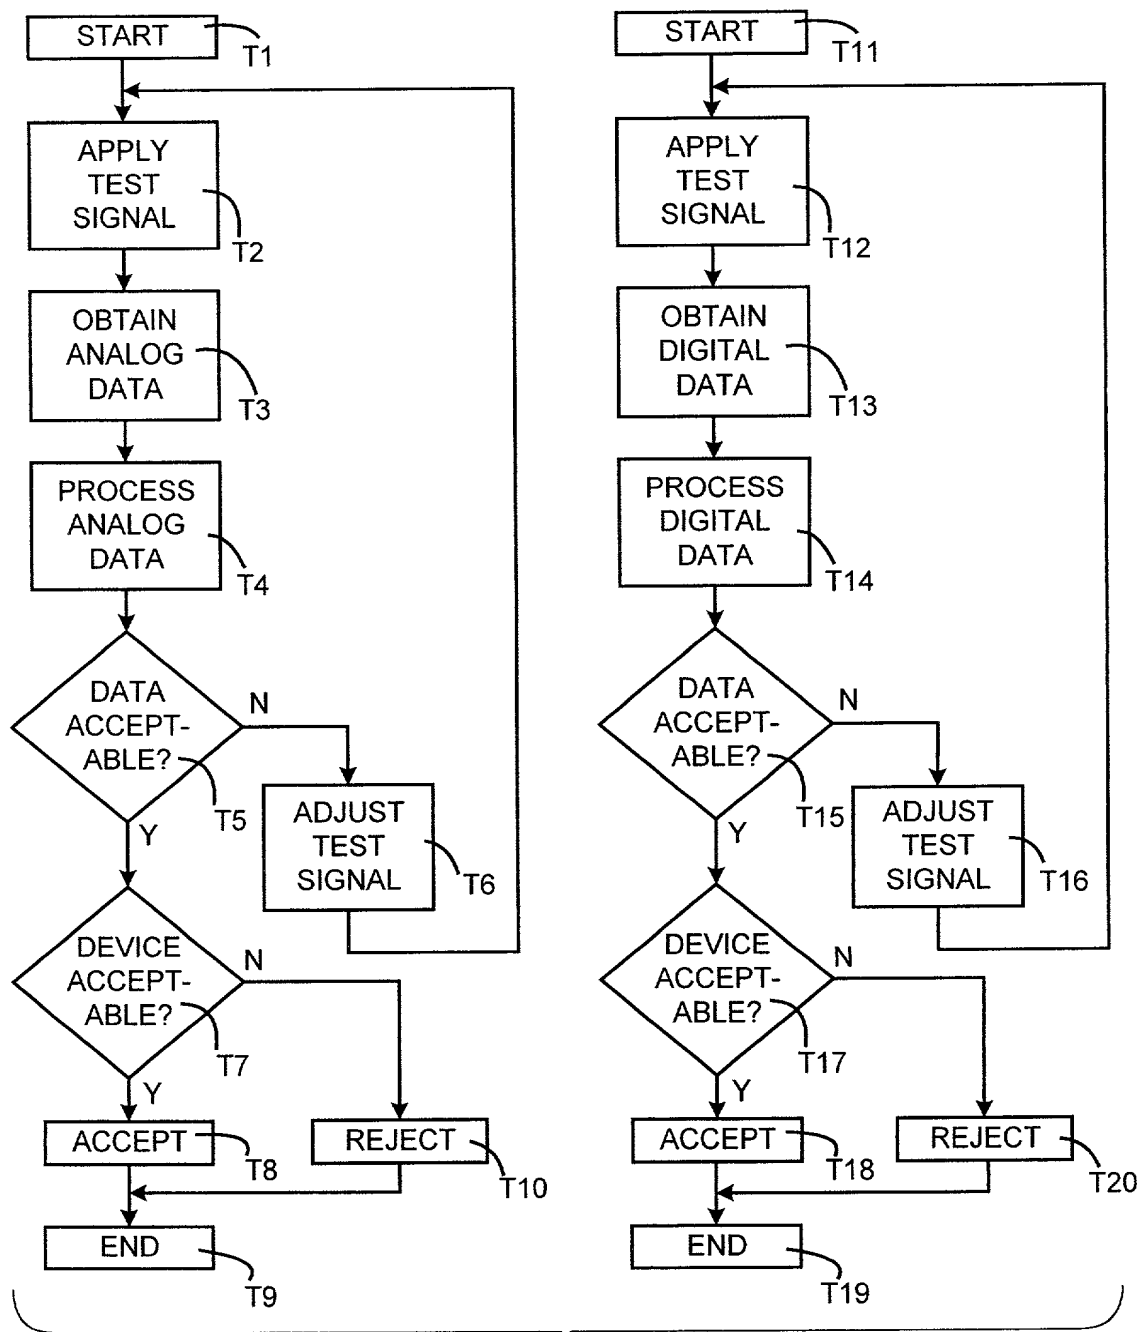 START
T1
APPLY
TEST
SIGNAL
T2
OBTAIN
ANALOG
DATA
T3
PROCESS
ANALOG
DATA
T4
DATA
ACCEPT-
ABLE?
T5
N
Y
ADJUST
TEST
SIGNAL
T6
DEVICE
ACCEPT-
ABLE?
T7
N
Y
ACCEPT
T8
REJECT
T10
END
T9
START
T11
APPLY
TEST
SIGNAL
T12
OBTAIN
DIGITAL
DATA
T13
PROCESS
DIGITAL
DATA
T14
DATA
ACCEPT-
ABLE?
T15
N
Y
ADJUST
TEST
SIGNAL
T16
DEVICE
ACCEPT-
ABLE?
T17
N
Y
ACCEPT
T18
REJECT
T20
END
T19